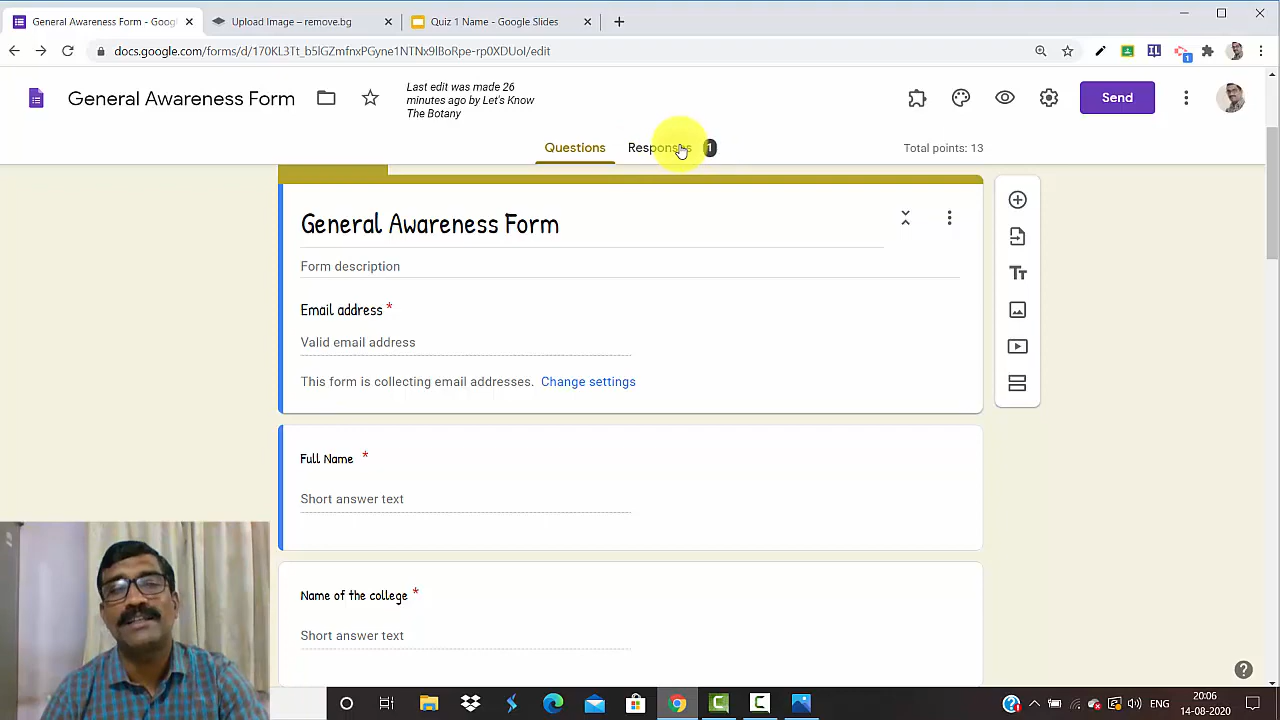 General Awareness Form - Goog
Upload Image – remove.bg
Quiz 1 Name - Google Slides
docs.google.com/forms/d/170KL3Tt_b5lGZmfnxPGyne1NTNx9lBoRpe-rp0XDUoI/edit
1
General Awareness Form
Last edit was made 26
minutes ago by Let's Know
The Botany
Send
Questions
Responses
1
Total points: 13
General Awareness Form
Form description
Email address *
Valid email address
This form is collecting email addresses. Change settings
Full Name *
Short answer text
Name of the college *
Short answer text
ENG
20:06
14-08-2020